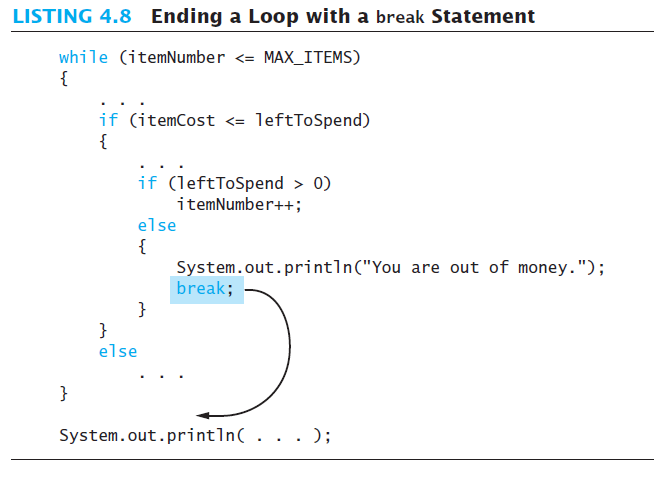 LISTING 4.8 Ending a Loop with a break Statement
while (itemNumber <= MAX_ITEMS)
{
. . .
if (itemCost <= leftToSpend)
{
. . .
if (leftToSpend > 0)
itemNumber++;
else
{
System.out.println("You are out of money.");
break;
}
}
else
. . .
}
System.out.println( . . . );